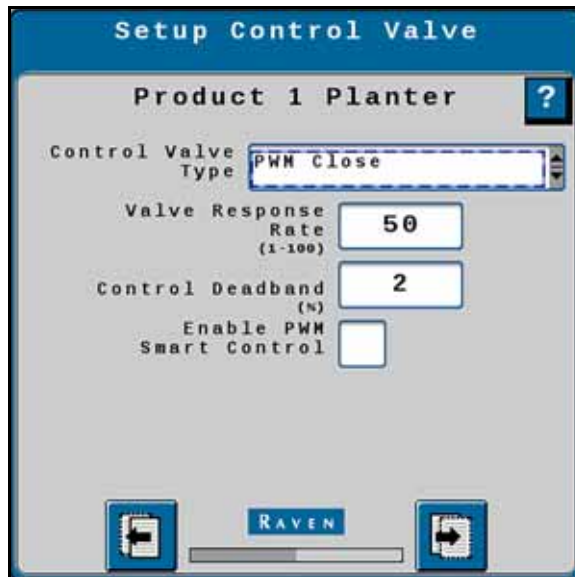 Setup Control Valve
Product 1 Planter
?
Control Valve
Type
PWM Close
Valve Response
Rate
(1-100)
50
Control Deadband
(%)
2
Enable PWM
Smart Control
RAVEN